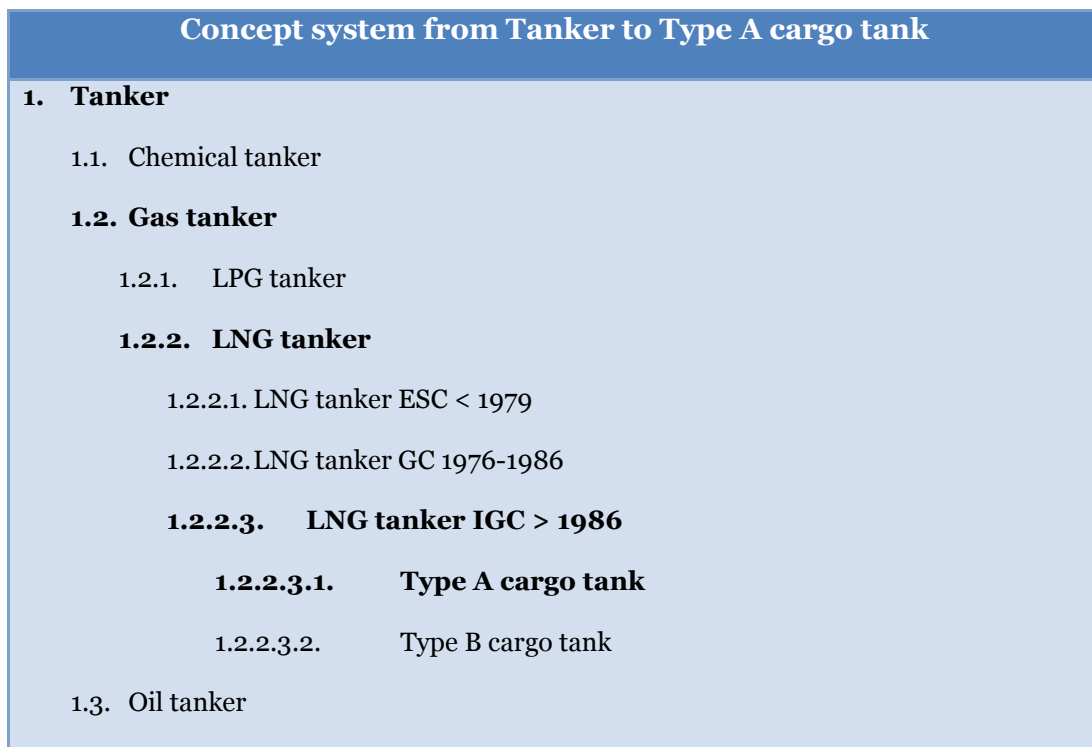 Concept system from Tanker to Type A cargo tank
1. Tanker
1.1. Chemical tanker
1.2. Gas tanker
1.2.1. LPG tanker
1.2.2. LNG tanker
1.2.2.1. LNG tanker ESC < 1979
1.2.2.2. LNG tanker GC 1976-1986
1.2.2.3. LNG tanker IGC > 1986
1.2.2.3.1. Type A cargo tank
1.2.2.3.2. Type B cargo tank
1.3. Oil tanker